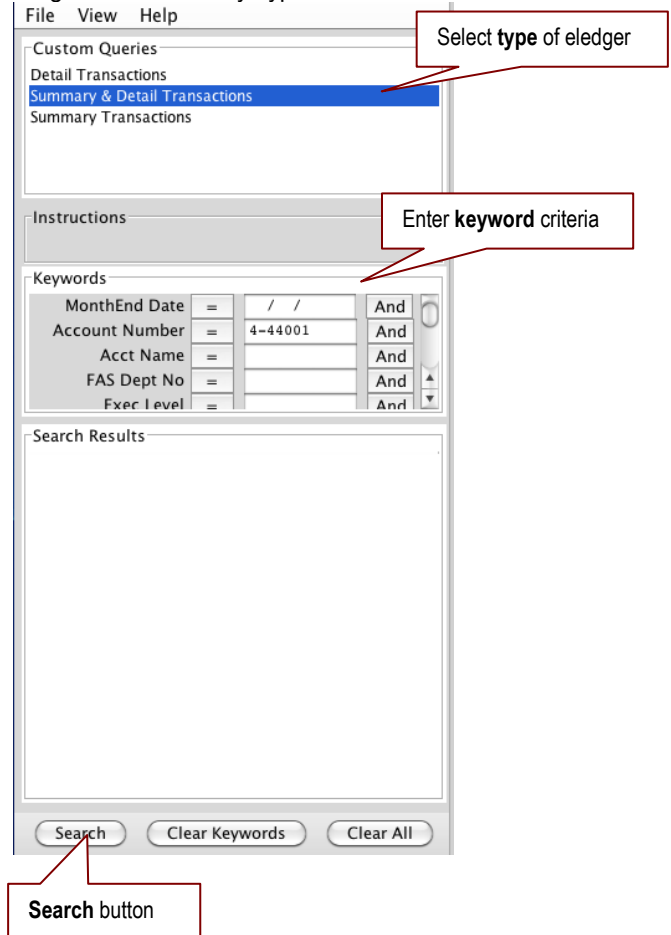 File View Help
Select type of eledger
Custom Queries
Detail Transactions
Summary & Detail Transactions
Summary Transactions
Instructions
Enter keyword criteria
Keywords
MonthEnd Date = / / And
Account Number = 4-44001 And
Acct Name = And
FAS Dept No = And
Exec Level = And
Search Results
Search Clear Keywords Clear All
Search button